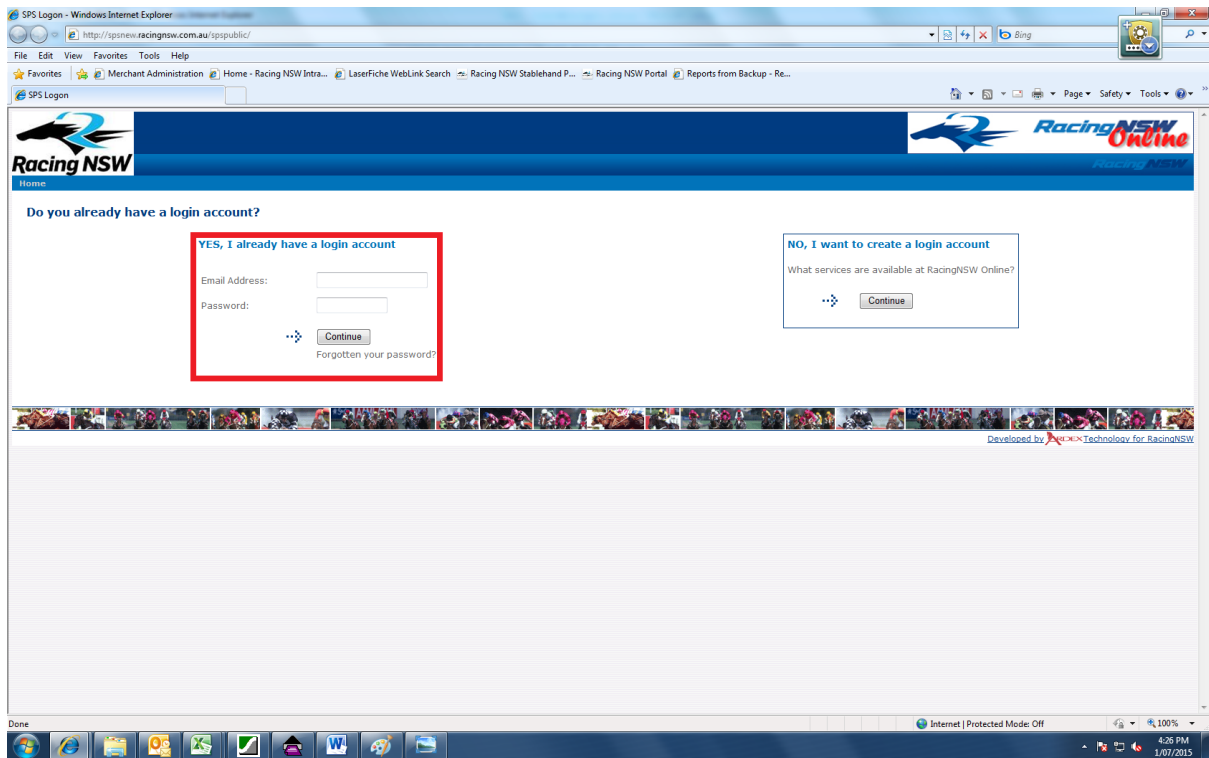 SPS Logon - Windows Internet Explorer
http://spsnew.racingnsw.com.au/spspublic/
Bing
File Edit View Favorites Tools Help
Favorites Merchant Administration Home - Racing NSW Intra... LaserFiche WebLink Search Racing NSW Stablehand P... Racing NSW Portal Reports from Backup - Re...
SPS Logon
Page Safety Tools
Racing NSW
RacingNSW Online
RacingNSW
Home
Do you already have a login account?
YES, I already have a login account
Email Address:
Password:
Continue
Forgotten your password?
NO, I want to create a login account
What services are available at RacingNSW Online?
Continue
Developed by ARDEX Technology for RacingNSW
Done
Internet | Protected Mode: Off
100%
4:26 PM
1/07/2015